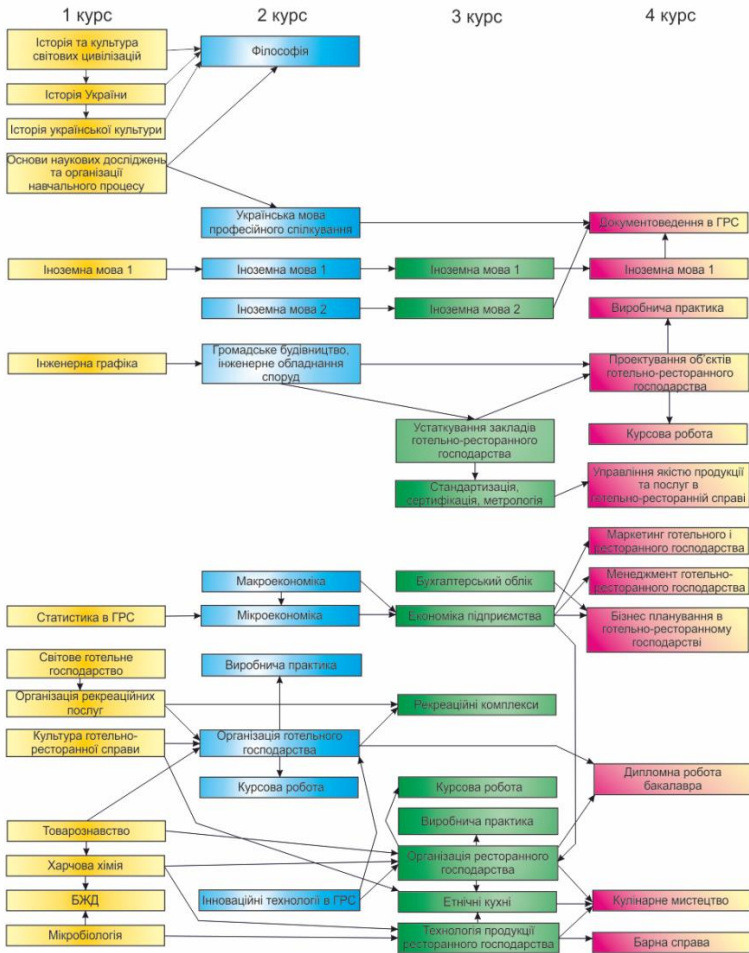 1 курс
2 курс
3 курс
4 курс
Історія та культура
світових цивілізацій
Філософія
Історія України
Історія української культури
Основи наукових досліджень
та організації
навчального процесу
Українська мова
професійного спілкування
Документоведення в ГРС
Іноземна мова 1
Іноземна мова 1
Іноземна мова 1
Іноземна мова 1
Іноземна мова 2
Іноземна мова 2
Виробнича практика
Інженерна графіка
Громадське будівництво,
інженерне обладнання
споруд
Проектування об'єктів
готельно-ресторанного
господарства
Устаткування закладів
готельно-ресторанного
господарства
Курсова робота
Стандартизація,
сертифікація, метрологія
Управління якістю продукції
та послуг в
готельно-ресторанній справі
Маркетинг готельного і
ресторанного господарства
Макроекономіка
Бухгалтерський облік
Менеджмент готельно-
ресторанного господарства
Статистика в ГРС
Мікроекономіка
Економіка підприємства
Бізнес планування в
готельно-ресторанному
господарстві
Світове готельне
господарство
Виробнича практика
Організація рекреаційних
послуг
Рекреаційні комплекси
Культура готельно-
ресторанної справи
Організація готельного
господарства
Курсова робота
Курсова робота
Дипломна робота
бакалавра
Товарознавство
Виробнича практика
Харчова хімія
Організація ресторанного
господарства
БЖД
Інноваційні технології в ГРС
Етнічні кухні
Кулінарне мистецтво
Мікробіологія
Технологія продукції
ресторанного господарства
Барна справа